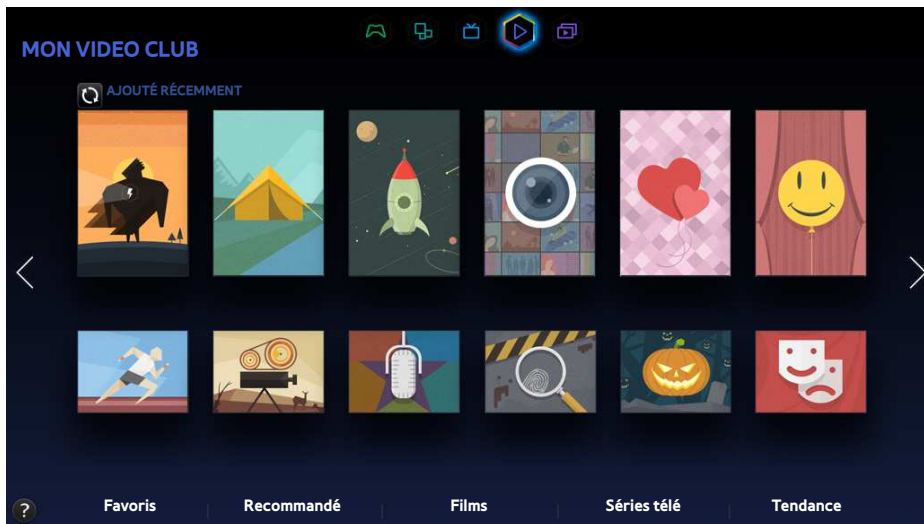 MON VIDEO CLUB
AJOUTÉ RÉCEMMENT
?
Favoris Recommandé Films Séries télé Tendance